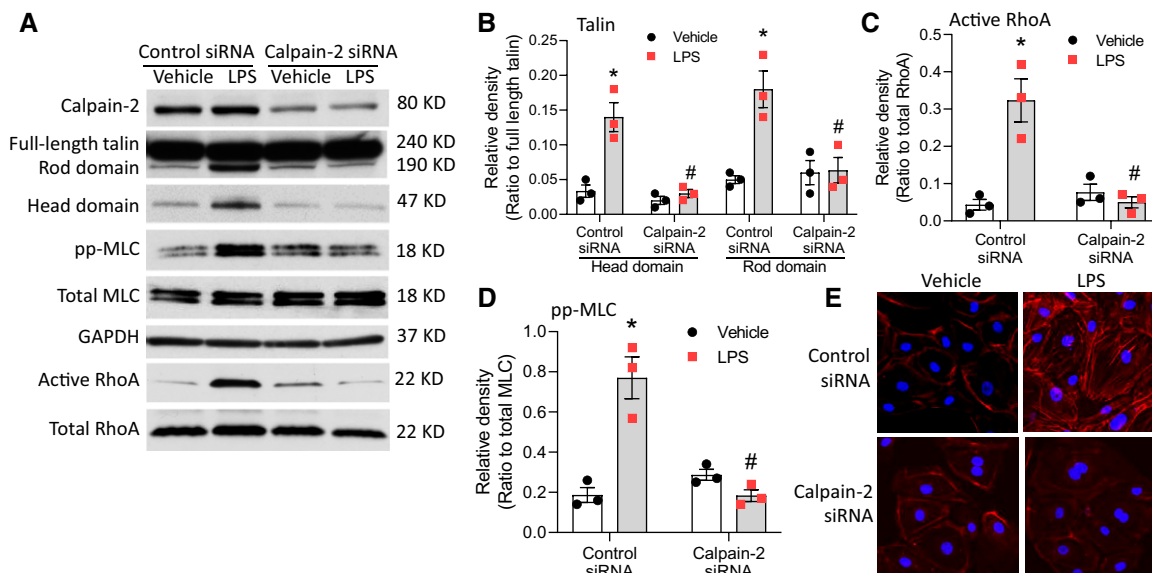 A
Control siRNA Calpain-2 siRNA
Vehicle LPS Vehicle LPS
Calpain-2 80 KD
Full-length talin 240 KD
Rod domain 190 KD
Head domain 47 KD
pp-MLC 18 KD
Total MLC 18 KD
GAPDH 37 KD
Active RhoA 22 KD
Total RhoA 22 KD
B
Talin
Vehicle
LPS
Relative density
(Ratio to full length talin)
0.25
0.20
0.15
0.10
0.05
0.00
* # * #
Control siRNA Calpain-2 siRNA Control siRNA Calpain-2 siRNA
Head domain Rod domain
C
Active RhoA
Vehicle
LPS
Relative density
(Ratio to total RhoA)
0.5
0.4
0.3
0.2
0.1
0.0
* #
Control siRNA Calpain-2 siRNA
D
pp-MLC
Vehicle
LPS
Relative density
(Ratio to total MLC)
1.0
0.8
0.6
0.4
0.2
0.0
* #
Control siRNA Calpain-2 siRNA
E
Vehicle LPS
Control siRNA
Calpain-2 siRNA